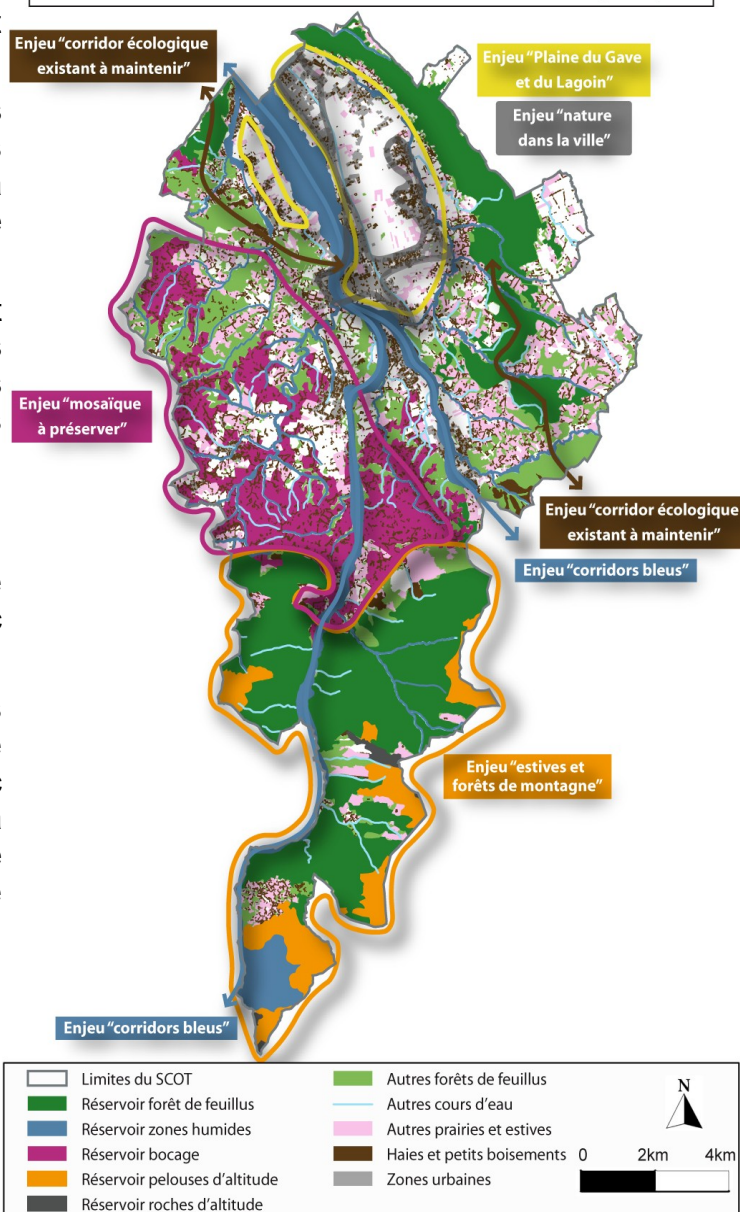 Enjeu “corridor écologique
existant à maintenir”
Enjeu “Plaine du Gave
et du Lagoin”
Enjeu “nature
dans la ville”
Enjeu “mosaïque
à préserver”
Enjeu “corridor écologique
existant à maintenir”
Enjeu “corridors bleus”
Enjeu “estives et
forêts de montagne”
Enjeu “corridors bleus”
Limites du SCOT
Réservoir forêt de feuillus
Réservoir zones humides
Réservoir bocage
Réservoir pelouses d’altitude
Réservoir roches d’altitude
Autres forêts de feuillus
Autres cours d’eau
Autres prairies et estives
Haies et petits boisements
Zones urbaines
N
0 2km 4km